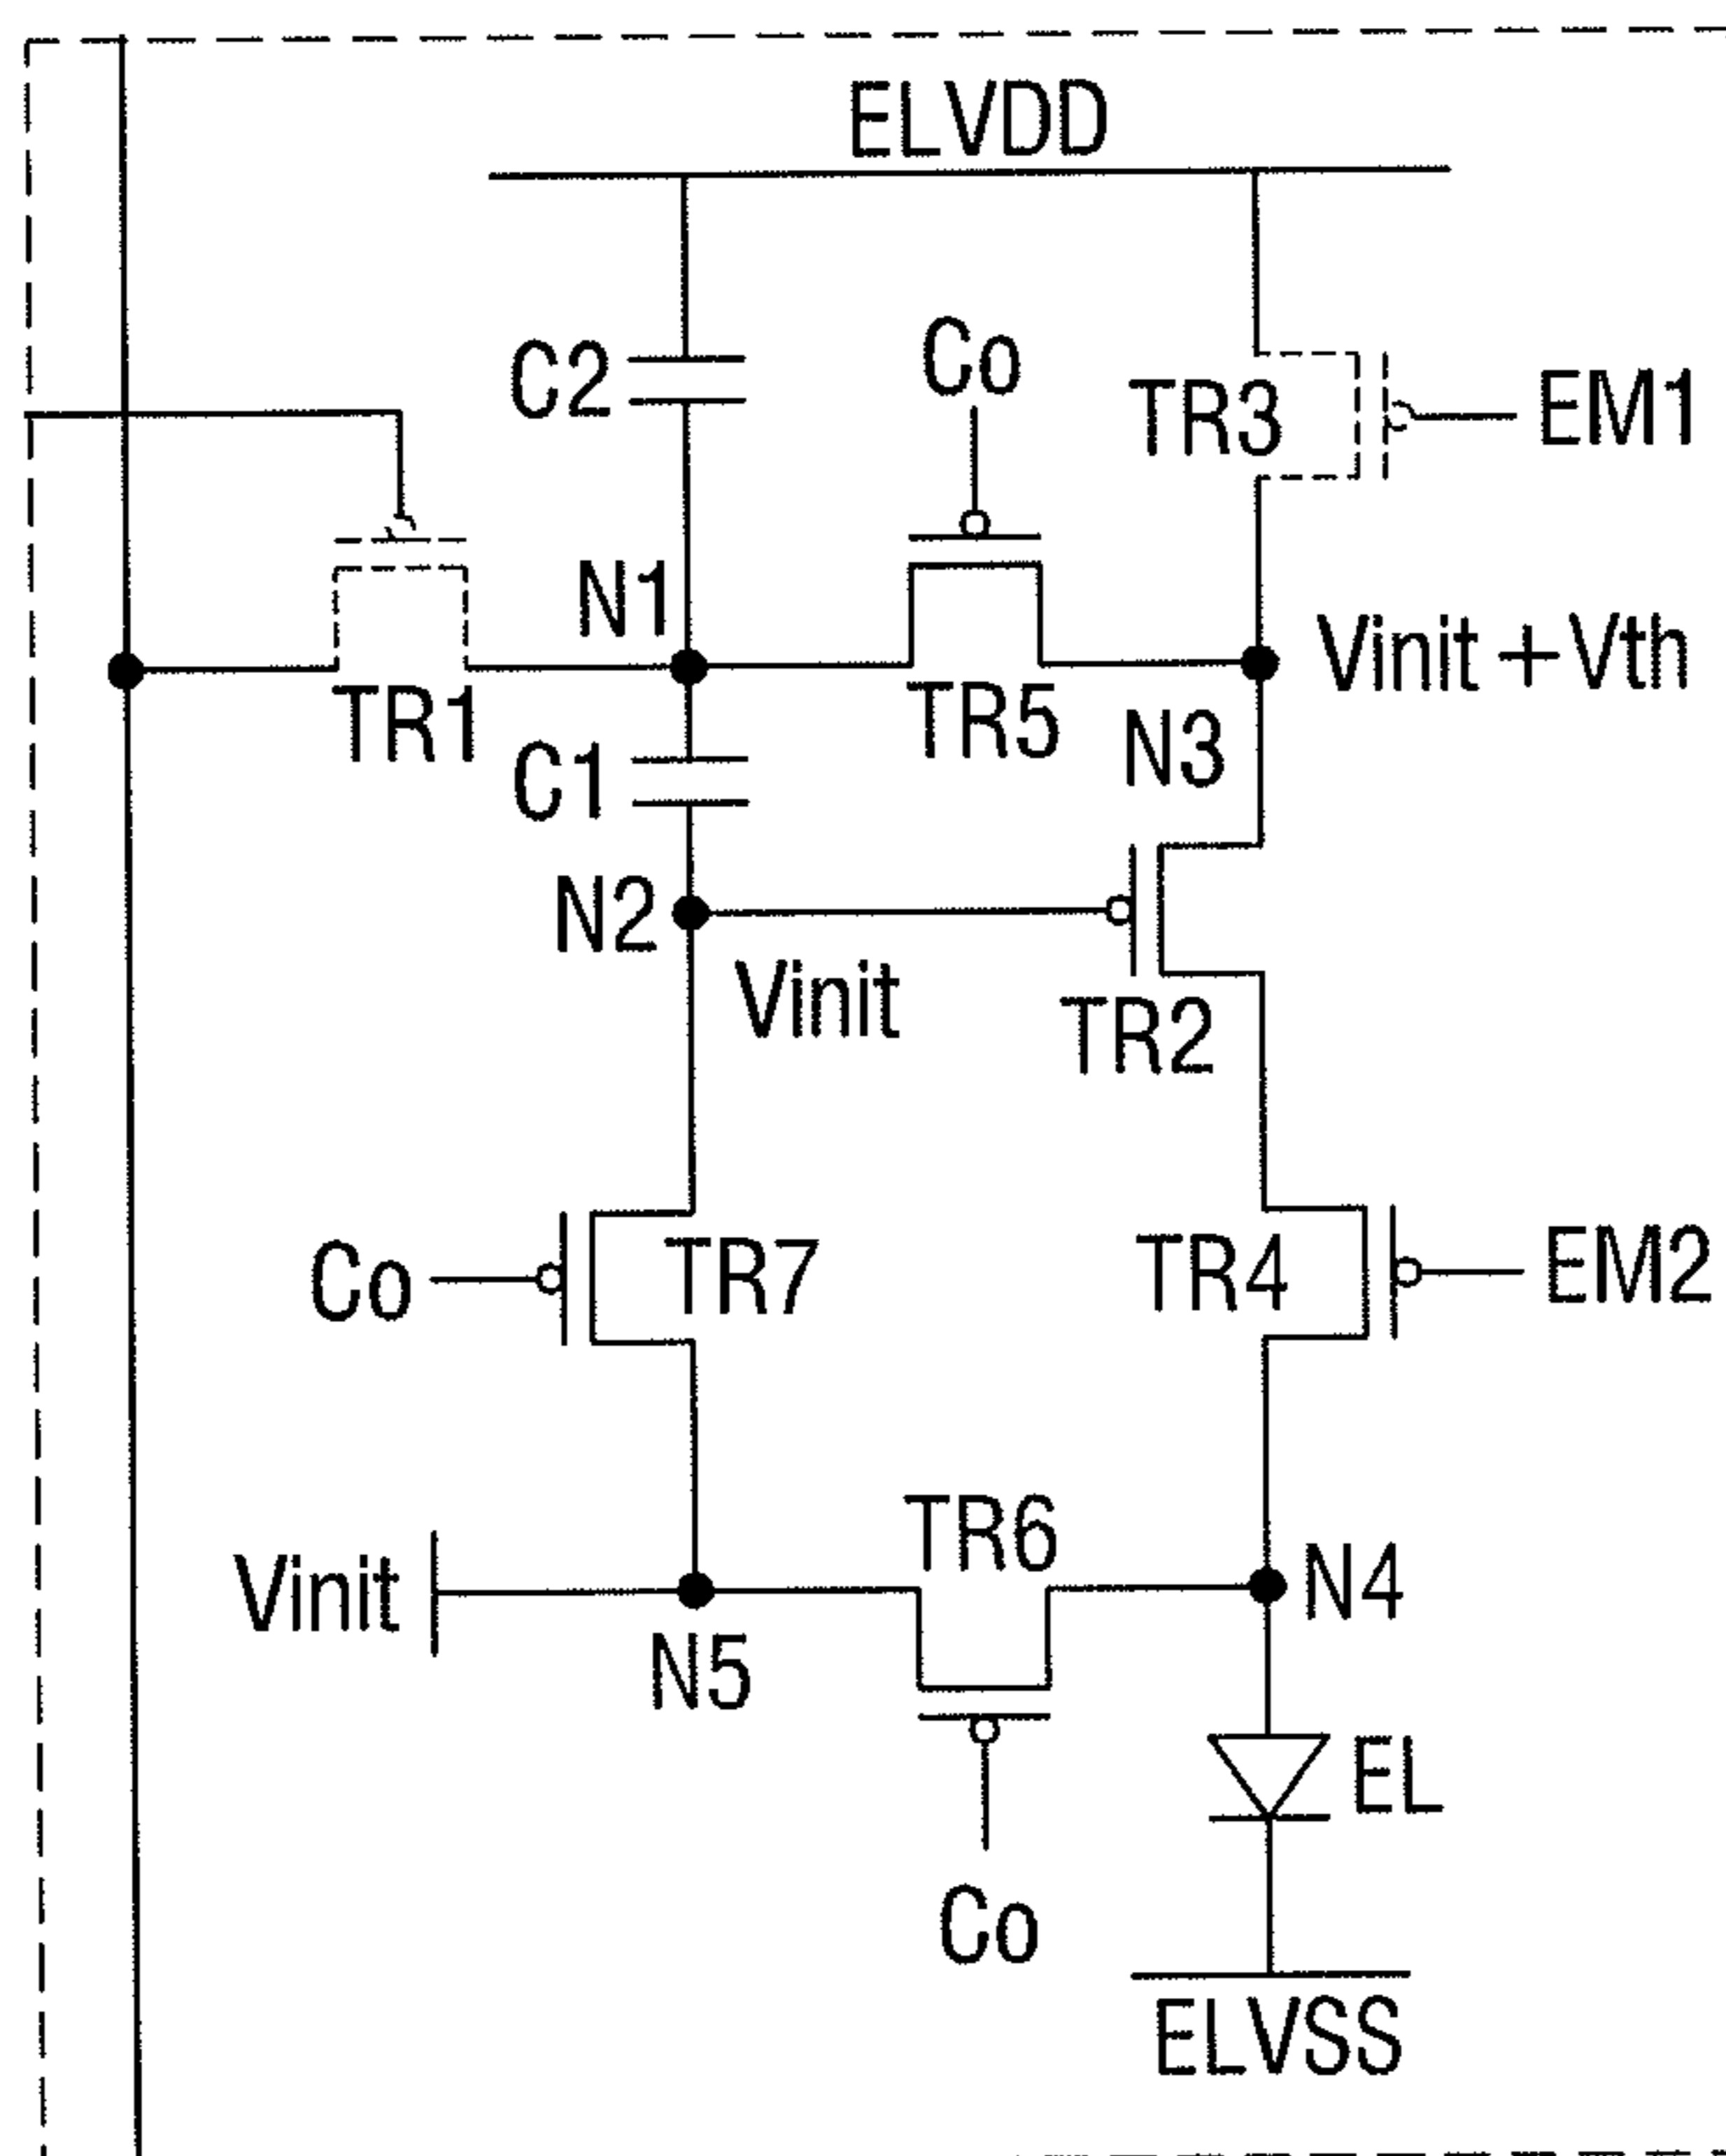 ELVDD
C2
Co
TR3
EM1
N1
Vinit+Vth
TR1
TR5
N3
C1
N2
Vinit
TR2
Co
TR7
TR4
EM2
TR6
Vinit
N4
N5
EL
Co
ELVSS